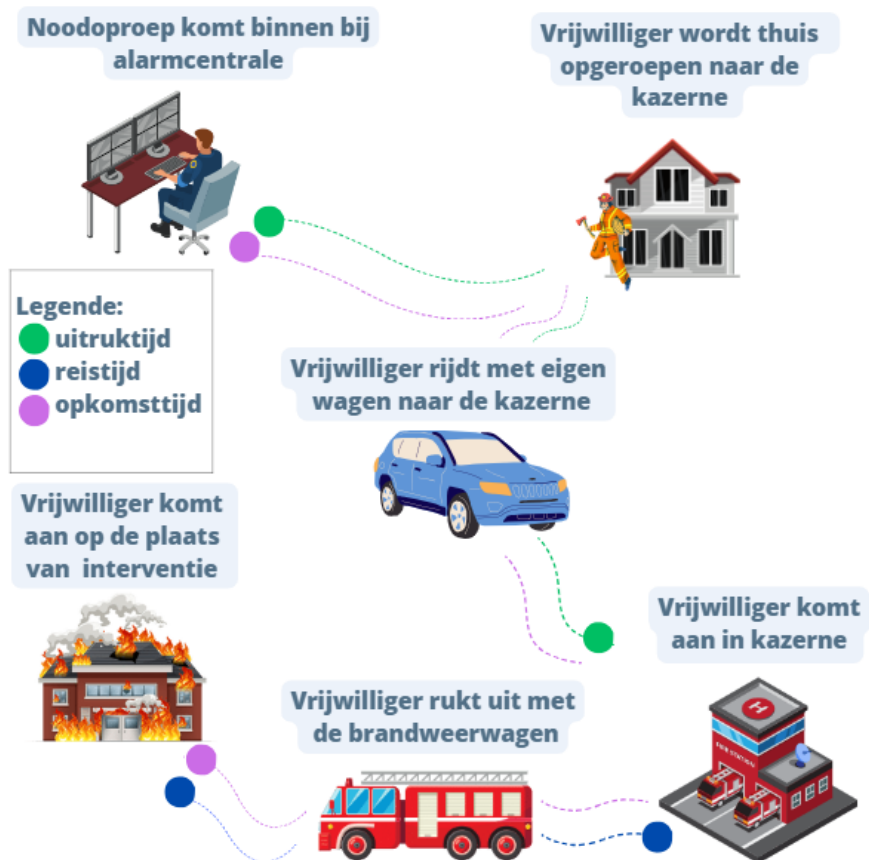 Noodoproep komt binnen bij
alarmcentrale
Vrijwilliger wordt thuis
opgeroepen naar de
kazerne
Legende:
uitruktijd
reistijd
opkomsttijd
Vrijwilliger rijdt met eigen
wagen naar de kazerne
Vrijwilliger komt
aan op de plaats
van interventie
Vrijwilliger komt
aan in kazerne
Vrijwilliger rukt uit met
de brandweerwagen
H
FIRE STATION